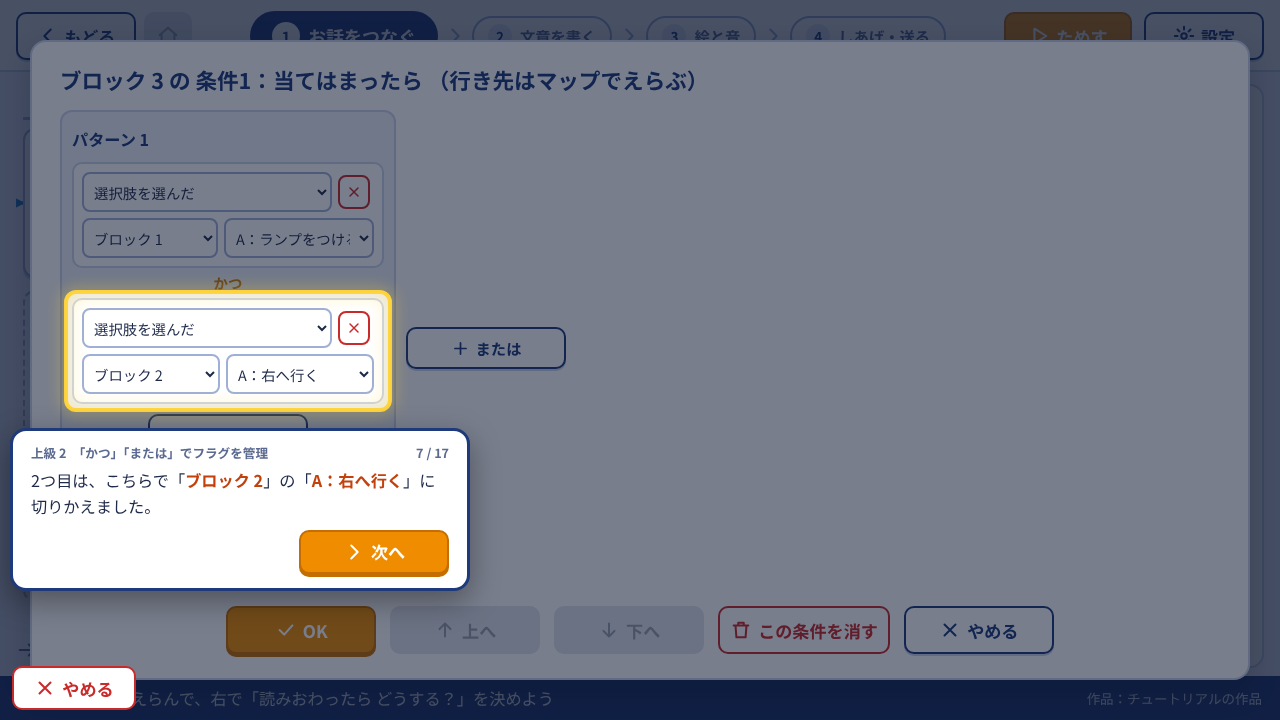 もどる
1 お話をつなぐ
2 文章を書く
3 絵と音
4 しあげ・送る
ためす
設定
ブロック 3 の 条件1：当てはまったら （行き先はマップでえらぶ）
パターン 1
選択肢を選んだ
ブロック 1
A：ランプをつけ
かつ
選択肢を選んだ
ブロック 2
A：右へ行く
＋ または
上級 2 「かつ」「または」でフラグを管理
7 / 17
2つ目は、こちらで「ブロック 2」の「A：右へ行く」に
切りかえました。
次へ
OK
上へ
下へ
この条件を消す
やめる
やめる
えらんで、右で「読みおわったら どうする？」を決めよう
作品：チュートリアルの作品